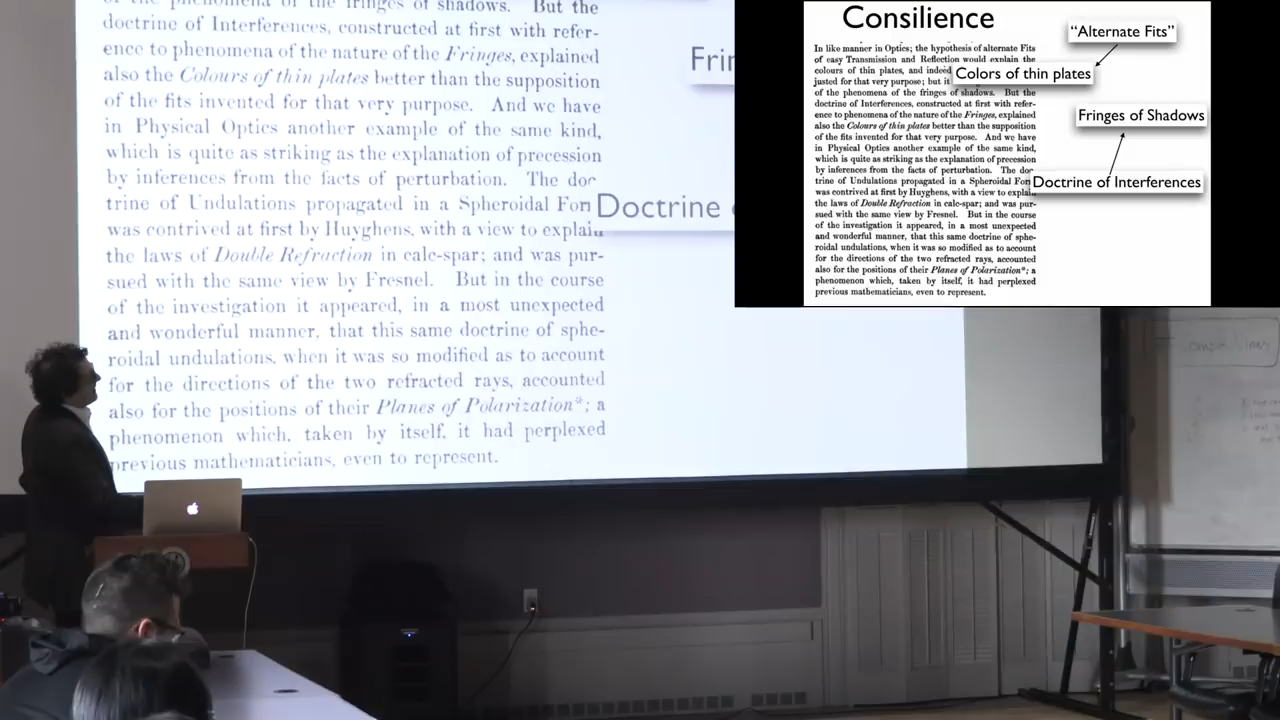 of the phenomena of the fringes of shadows. But the
doctrine of Interferences, constructed at first with refer-
ence to phenomena of the nature of the Fringes, explained
also the Colours of thin plates better than the supposition
of the fits invented for that very purpose. And we have
in Physical Optics another example of the same kind,
which is quite as striking as the explanation of precession
by inferences from the facts of perturbation. The doc
trine of Undulations propagated in a Spheroidal For
was contrived at first by Huyghens, with a view to explain
the laws of Double Refraction in calc-spar; and was pur-
sued with the same view by Fresnel. But in the course
of the investigation it appeared, in a most unexpected
and wonderful manner, that this same doctrine of sphe-
roidal undulations, when it was so modified as to account
for the directions of the two refracted rays, accounted
also for the positions of their Planes of Polarization*; a
phenomenon which, taken by itself, it had perplexed
previous mathematicians, even to represent.
Frin
Doctrine
Consilience
In like manner in Optics; the hypothesis of alternate Fits
of easy Transmission and Reflection would explain the
colours of thin plates, and indeed
justed for that very purpose; but it
of the phenomena of the fringes of shadows. But the
doctrine of Interferences, constructed at first with refer-
ence to phenomena of the nature of the Fringes, explained
also the Colours of thin plates better than the supposition
of the fits invented for that very purpose. And we have
in Physical Optics another example of the same kind,
which is quite as striking as the explanation of precession
by inferences from the facts of perturbation. The doc
trine of Undulations propagated in a Spheroidal For
was contrived at first by Huyghens, with a view to explain
the laws of Double Refraction in calc-spar; and was pur-
sued with the same view by Fresnel. But in the course
of the investigation it appeared, in a most unexpected
and wonderful manner, that this same doctrine of sphe-
roidal undulations, when it was so modified as to account
for the directions of the two refracted rays, accounted
also for the positions of their Planes of Polarization*; a
phenomenon which, taken by itself, it had perplexed
previous mathematicians, even to represent.
“Alternate Fits”
Colors of thin plates
Fringes of Shadows
Doctrine of Interferences